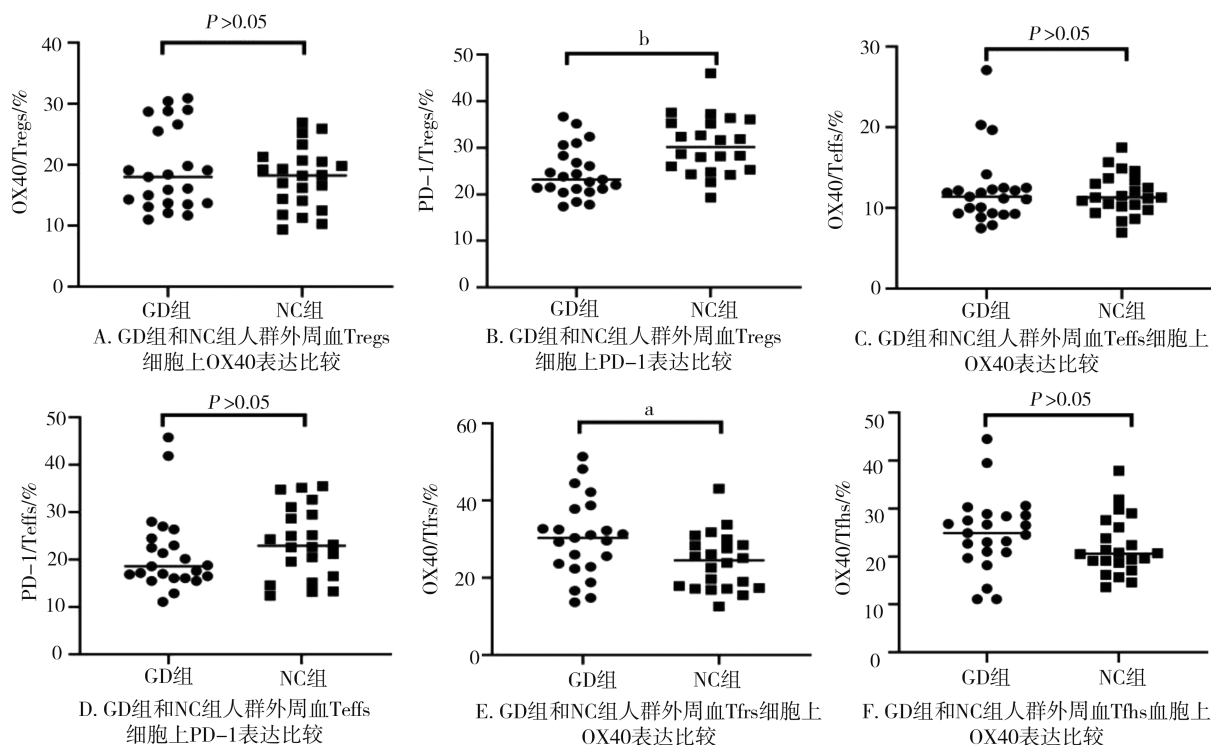 P>0.05
40
30
20
10
0
OX40/Tregs/%
GD组
NC组
A. GD组和NC组人群外周血Tregs
细胞上OX40表达比较
b
50
40
30
20
10
0
PD-1/Tregs/%
GD组
NC组
B. GD组和NC组人群外周血Tregs
细胞上PD-1表达比较
P>0.05
30%
20
10
0
OX40/Teffs/%
GD组
NC组
C. GD组和NC组人群外周血Teffs细胞上
OX40表达比较
P>0.05
50
40
30
20
10
0
PD-1/Teffs/%
GD组
NC组
D. GD组和NC组人群外周血Teffs
细胞上PD-1表达比较
a
60
40
20
0
OX40/Tfrs/%
GD组
NC组
E. GD组和NC组人群外周血Tfrs细胞上
OX40表达比较
P>0.05
50
40
30
20
10
0
OX40/Tfhs/%
GD组
NC组
F. GD组和NC组人群外周血Tfhs血胞上
OX40表达比较